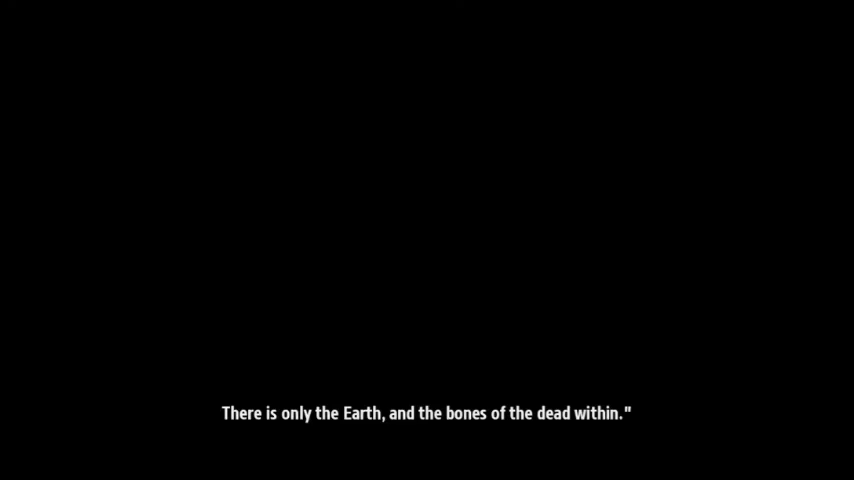 There is only the Earth, and the bones of the dead within."